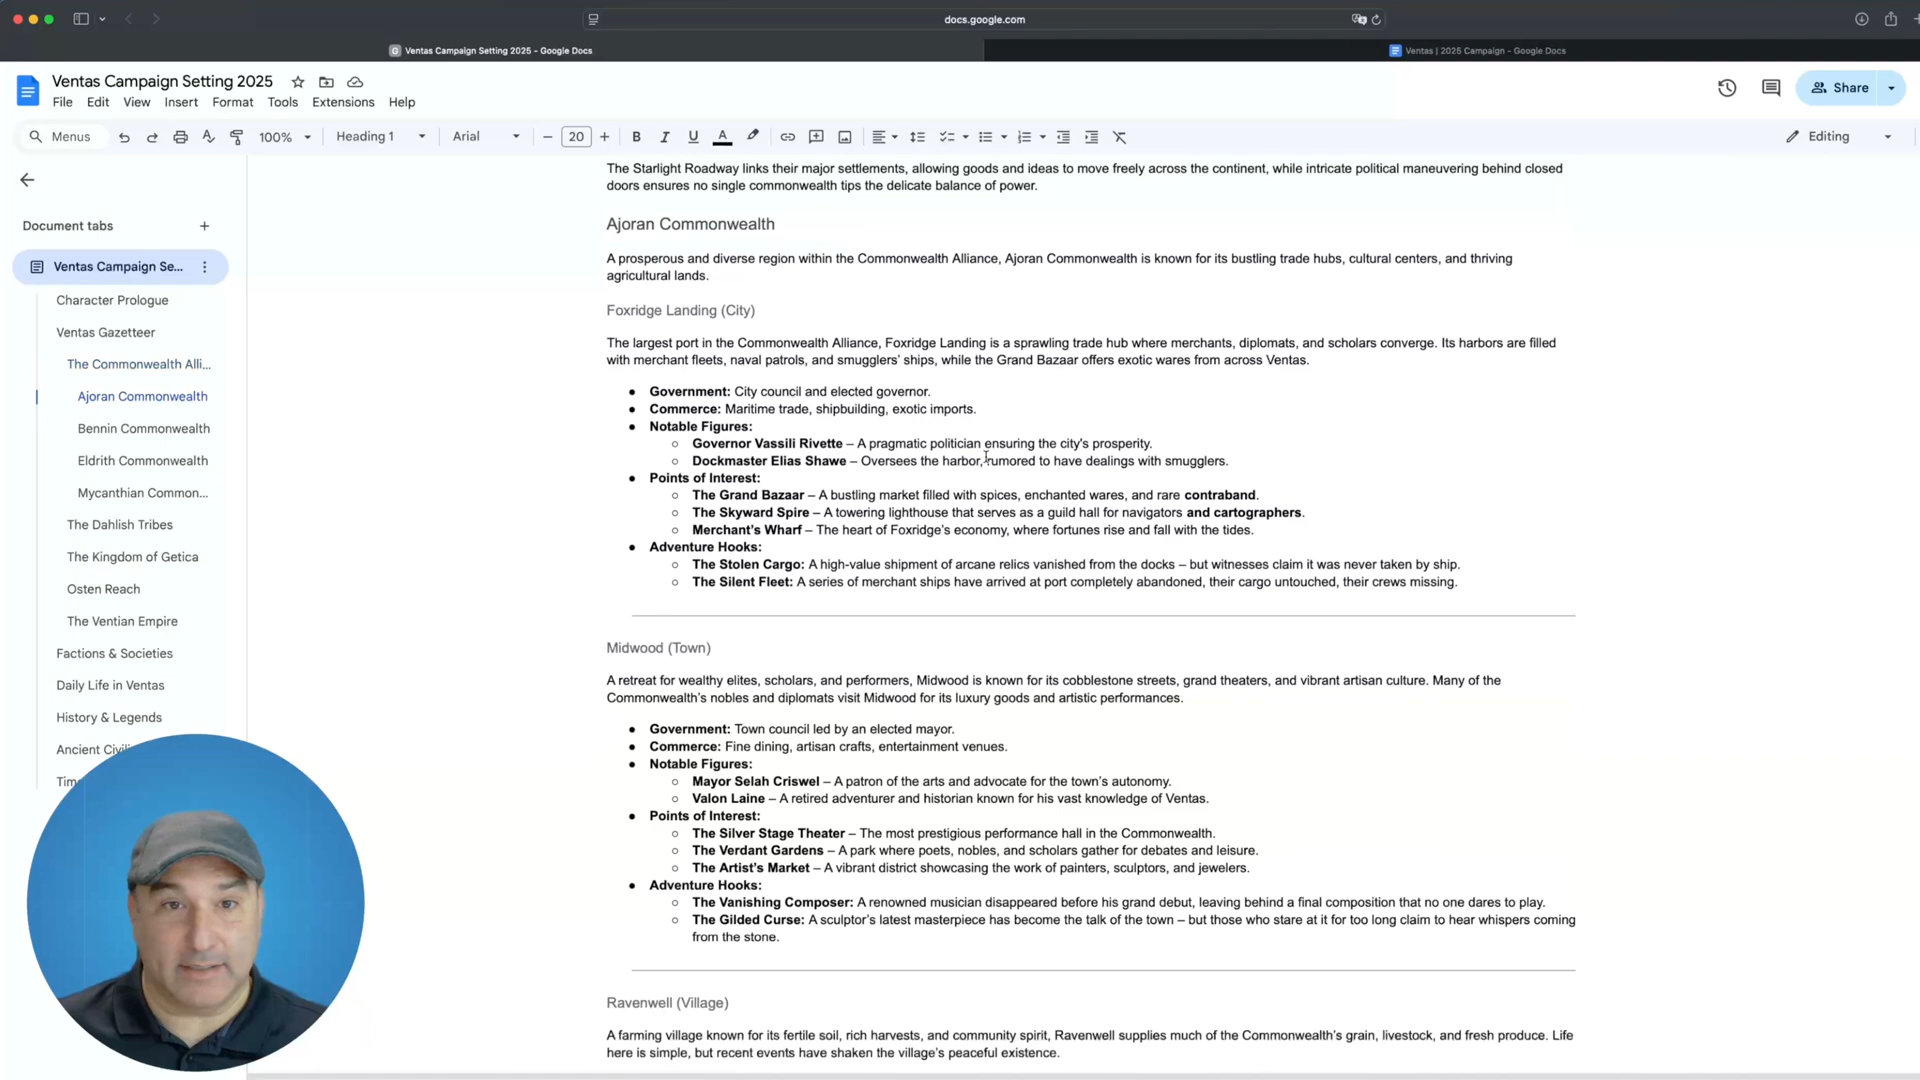 docs.google.com
Ventas Campaign Setting 2025 - Google Docs
Ventas | 2025 Campaign - Google Docs
Ventas Campaign Setting 2025
File Edit View Insert Format Tools Extensions Help
Share
Menus
100%
Heading 1
Arial
20
Editing
Document tabs
Ventas Campaign Se...
Character Prologue
Ventas Gazetteer
The Commonwealth Alli...
Ajoran Commonwealth
Bennin Commonwealth
Eldrith Commonwealth
Mycanthian Common...
The Dahlish Tribes
The Kingdom of Getica
Osten Reach
The Ventian Empire
Factions & Societies
Daily Life in Ventas
History & Legends
Ancient
The Starlight Roadway links their major settlements, allowing goods and ideas to move freely across the continent, while intricate political maneuvering behind closed
doors ensures no single commonwealth tips the delicate balance of power.
Ajoran Commonwealth
A prosperous and diverse region within the Commonwealth Alliance, Ajoran Commonwealth is known for its bustling trade hubs, cultural centers, and thriving
agricultural lands.
Foxridge Landing (City)
The largest port in the Commonwealth Alliance, Foxridge Landing is a sprawling trade hub where merchants, diplomats, and scholars converge. Its harbors are filled
with merchant fleets, naval patrols, and smugglers' ships, while the Grand Bazaar offers exotic wares from across Ventas.
● Government: City council and elected governor.
● Commerce: Maritime trade, shipbuilding, exotic imports.
● Notable Figures:
○ Governor Vassili Rivette – A pragmatic politician ensuring the city's prosperity.
○ Dockmaster Elias Shawe – Oversees the harbor, rumored to have dealings with smugglers.
● Points of Interest:
○ The Grand Bazaar – A bustling market filled with spices, enchanted wares, and rare contraband.
○ The Skyward Spire – A towering lighthouse that serves as a guild hall for navigators and cartographers.
○ Merchant's Wharf – The heart of Foxridge's economy, where fortunes rise and fall with the tides.
● Adventure Hooks:
○ The Stolen Cargo: A high-value shipment of arcane relics vanished from the docks – but witnesses claim it was never taken by ship.
○ The Silent Fleet: A series of merchant ships have arrived at port completely abandoned, their cargo untouched, their crews missing.
Midwood (Town)
A retreat for wealthy elites, scholars, and performers, Midwood is known for its cobblestone streets, grand theaters, and vibrant artisan culture. Many of the
Commonwealth's nobles and diplomats visit Midwood for its luxury goods and artistic performances.
● Government: Town council led by an elected mayor.
● Commerce: Fine dining, artisan crafts, entertainment venues.
● Notable Figures:
○ Mayor Selah Criswel – A patron of the arts and advocate for the town's autonomy.
○ Valon Laine – A retired adventurer and historian known for his vast knowledge of Ventas.
● Points of Interest:
○ The Silver Stage Theater – The most prestigious performance hall in the Commonwealth.
○ The Verdant Gardens – A park where poets, nobles, and scholars gather for debates and leisure.
○ The Artist's Market – A vibrant district showcasing the work of painters, sculptors, and jewelers.
● Adventure Hooks:
○ The Vanishing Composer: A renowned musician disappeared before his grand debut, leaving behind a final composition that no one dares to play.
○ The Gilded Curse: A sculptor's latest masterpiece has become the talk of the town – but those who stare at it for too long claim to hear whispers coming
from the stone.
Ravenwell (Village)
A farming village known for its fertile soil, rich harvests, and community spirit, Ravenwell supplies much of the Commonwealth's grain, livestock, and fresh produce. Life
here is simple, but recent events have shaken the village's peaceful existence.